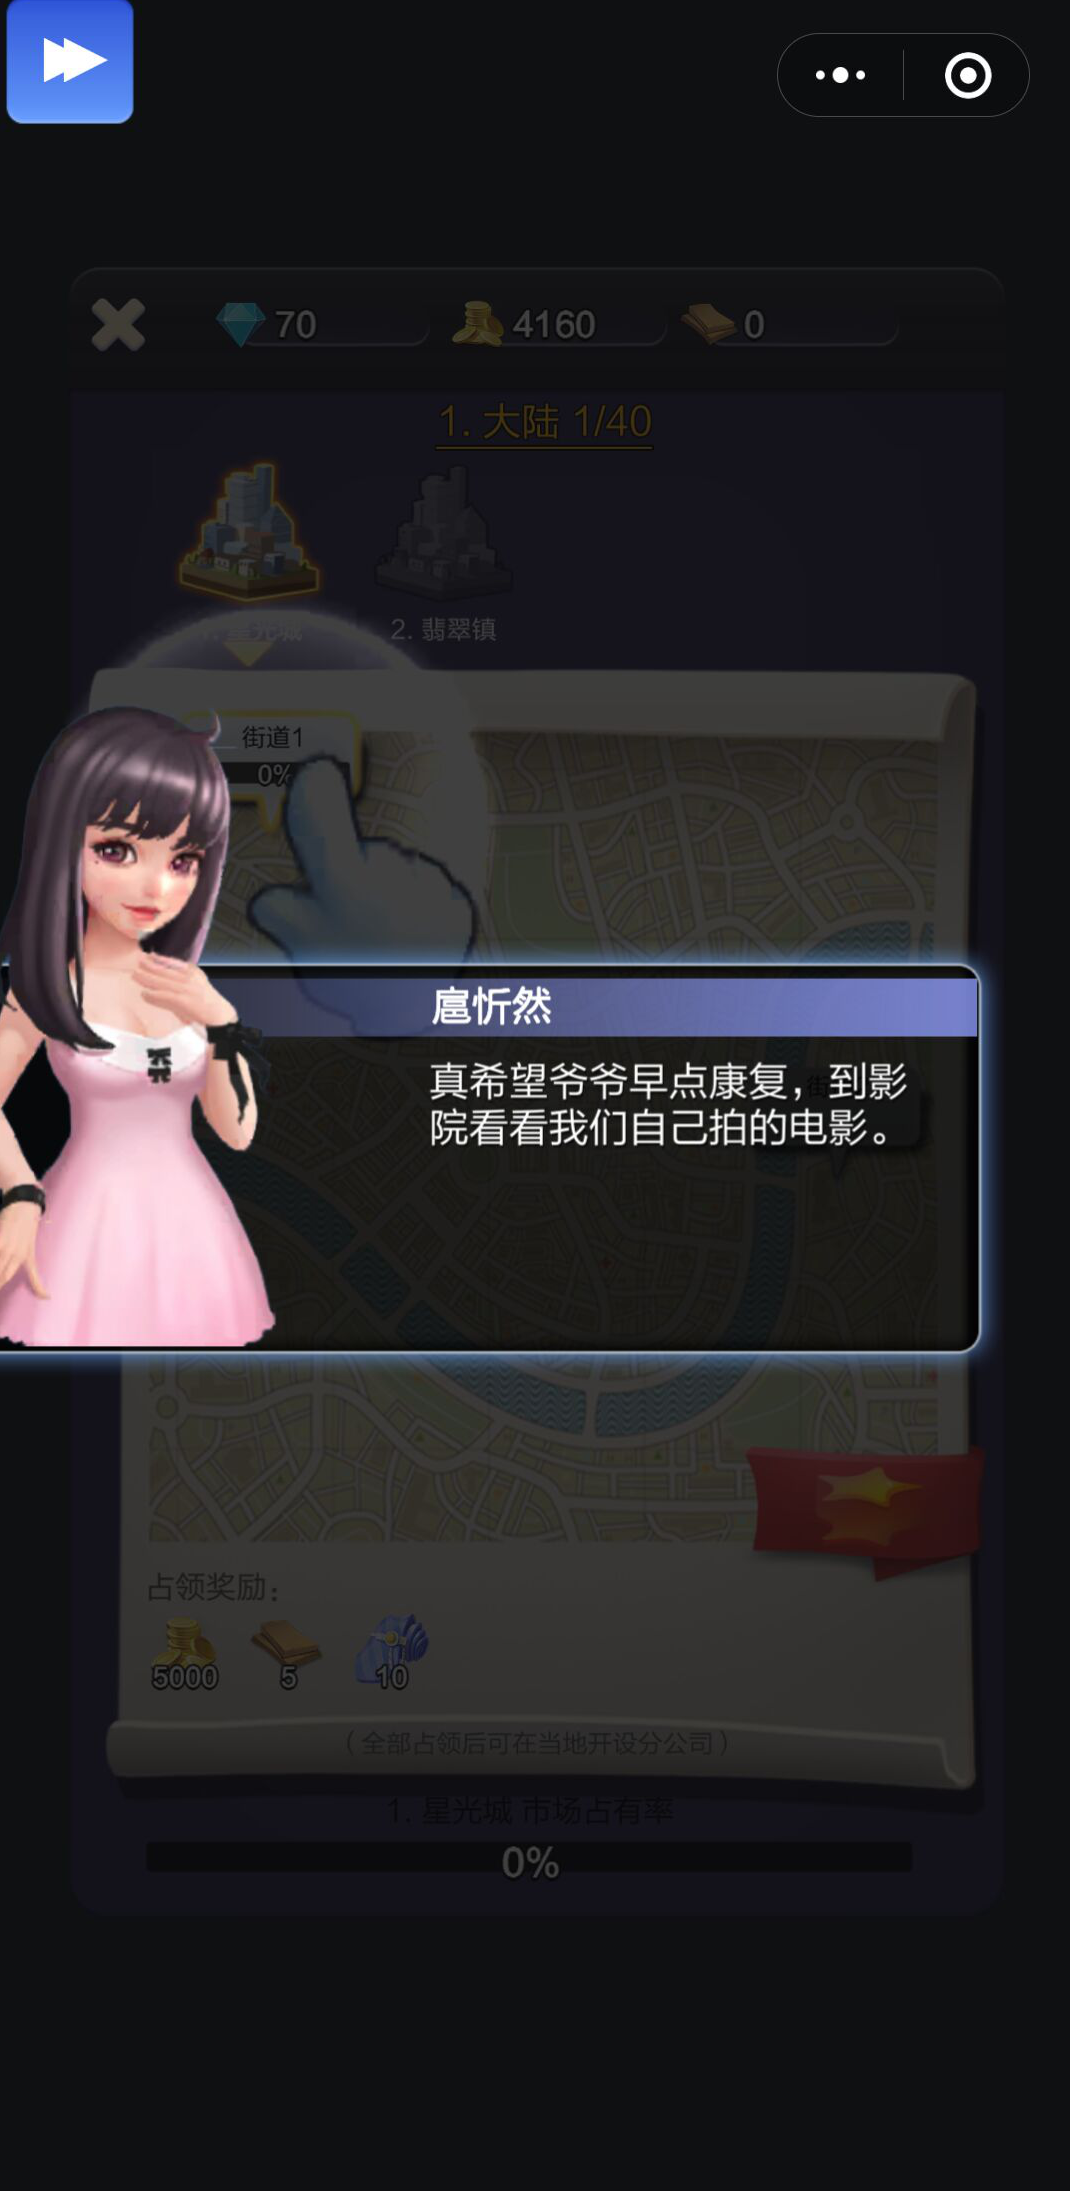 70
4160
0
1. 大陆 1/40
1. 星光城
2. 翡翠镇
街道1
0%
扈忻然
真希望爷爷早点康复，到影
院看看我们自己拍的电影。
占领奖励：
5000
5
10
（全部占领后可在当地开设分公司）
1. 星光城 市场占有率
0%